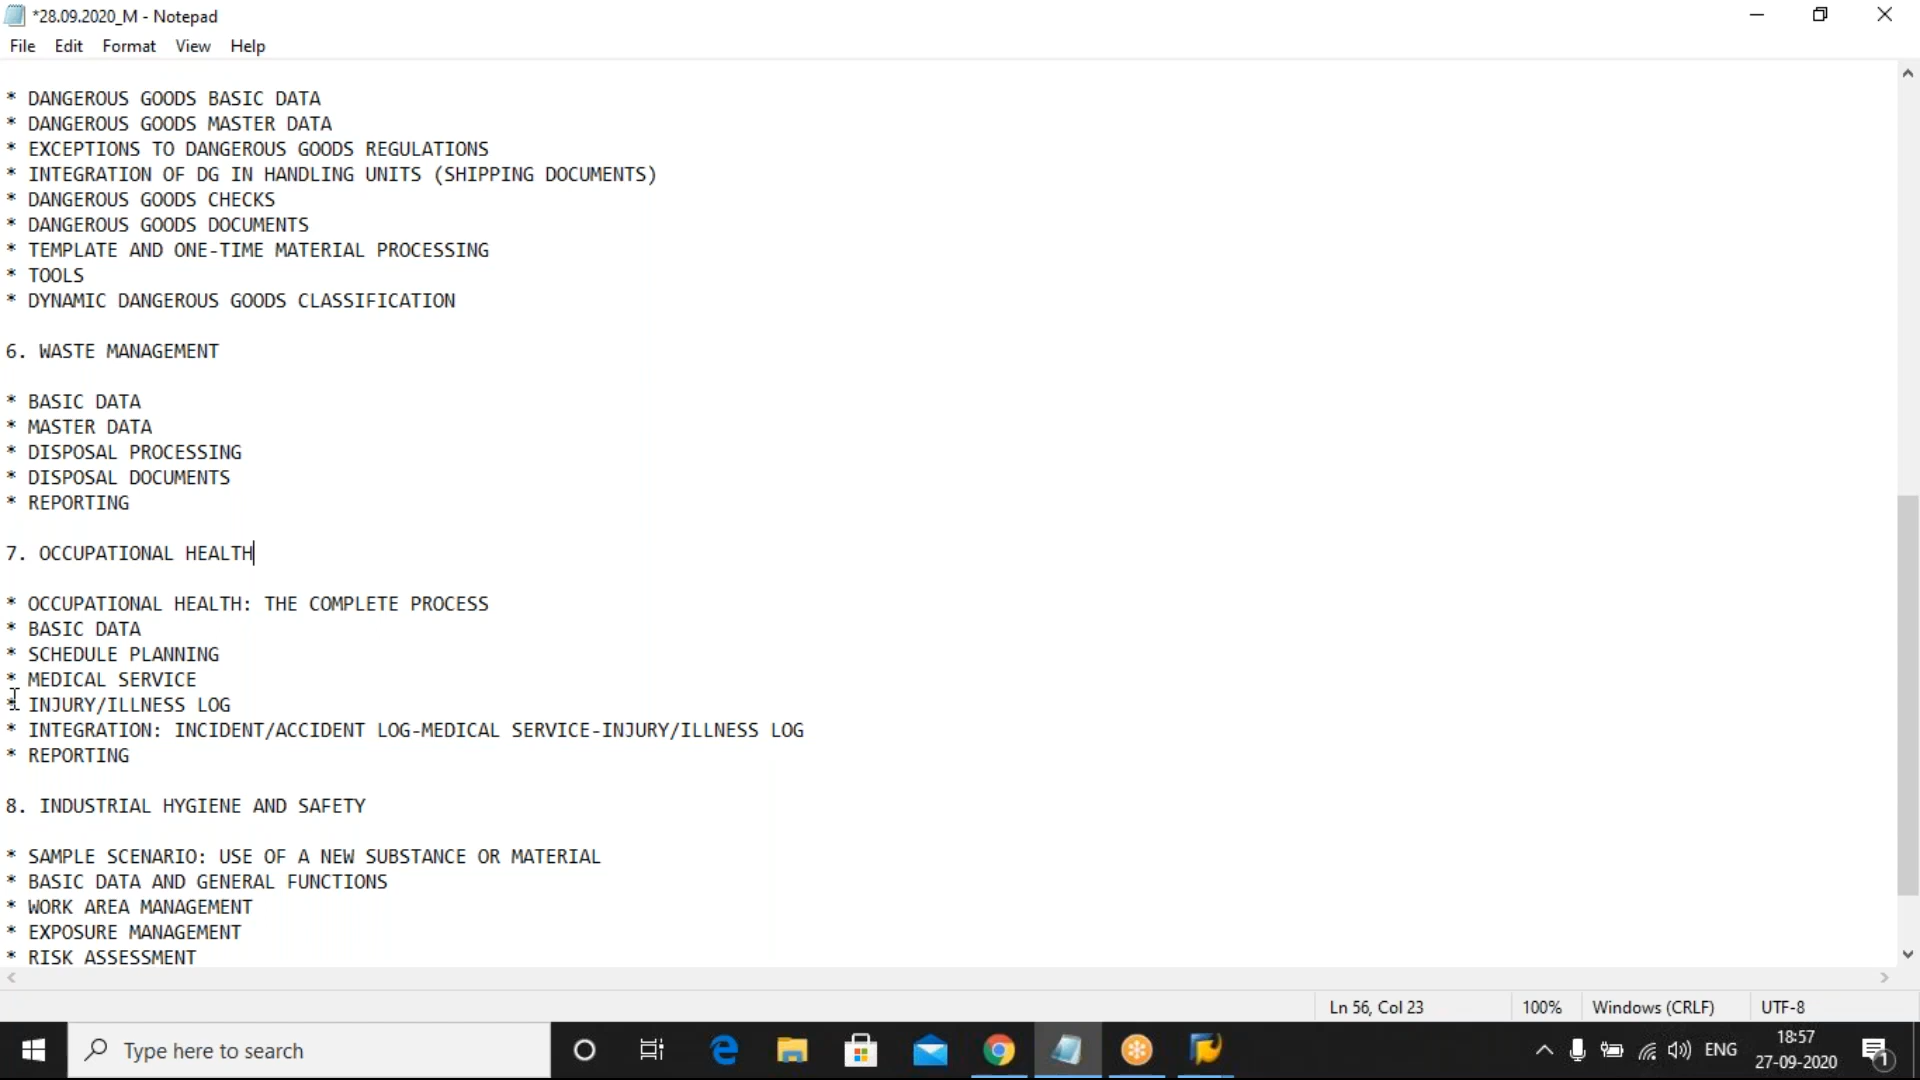 *28.09.2020_M - Notepad
File Edit Format View Help
* DANGEROUS GOODS BASIC DATA
* DANGEROUS GOODS MASTER DATA
* EXCEPTIONS TO DANGEROUS GOODS REGULATIONS
* INTEGRATION OF DG IN HANDLING UNITS (SHIPPING DOCUMENTS)
* DANGEROUS GOODS CHECKS
* DANGEROUS GOODS DOCUMENTS
* TEMPLATE AND ONE-TIME MATERIAL PROCESSING
* TOOLS
* DYNAMIC DANGEROUS GOODS CLASSIFICATION
6. WASTE MANAGEMENT
* BASIC DATA
* MASTER DATA
* DISPOSAL PROCESSING
* DISPOSAL DOCUMENTS
* REPORTING
7. OCCUPATIONAL HEALTH
* OCCUPATIONAL HEALTH: THE COMPLETE PROCESS
* BASIC DATA
* SCHEDULE PLANNING
* MEDICAL SERVICE
* INJURY/ILLNESS LOG
* INTEGRATION: INCIDENT/ACCIDENT LOG-MEDICAL SERVICE-INJURY/ILLNESS LOG
* REPORTING
8. INDUSTRIAL HYGIENE AND SAFETY
* SAMPLE SCENARIO: USE OF A NEW SUBSTANCE OR MATERIAL
* BASIC DATA AND GENERAL FUNCTIONS
* WORK AREA MANAGEMENT
* EXPOSURE MANAGEMENT
* RISK ASSESSMENT
Ln 56, Col 23 100% Windows (CRLF) UTF-8
Type here to search
ENG
18:57
27-09-2020
1